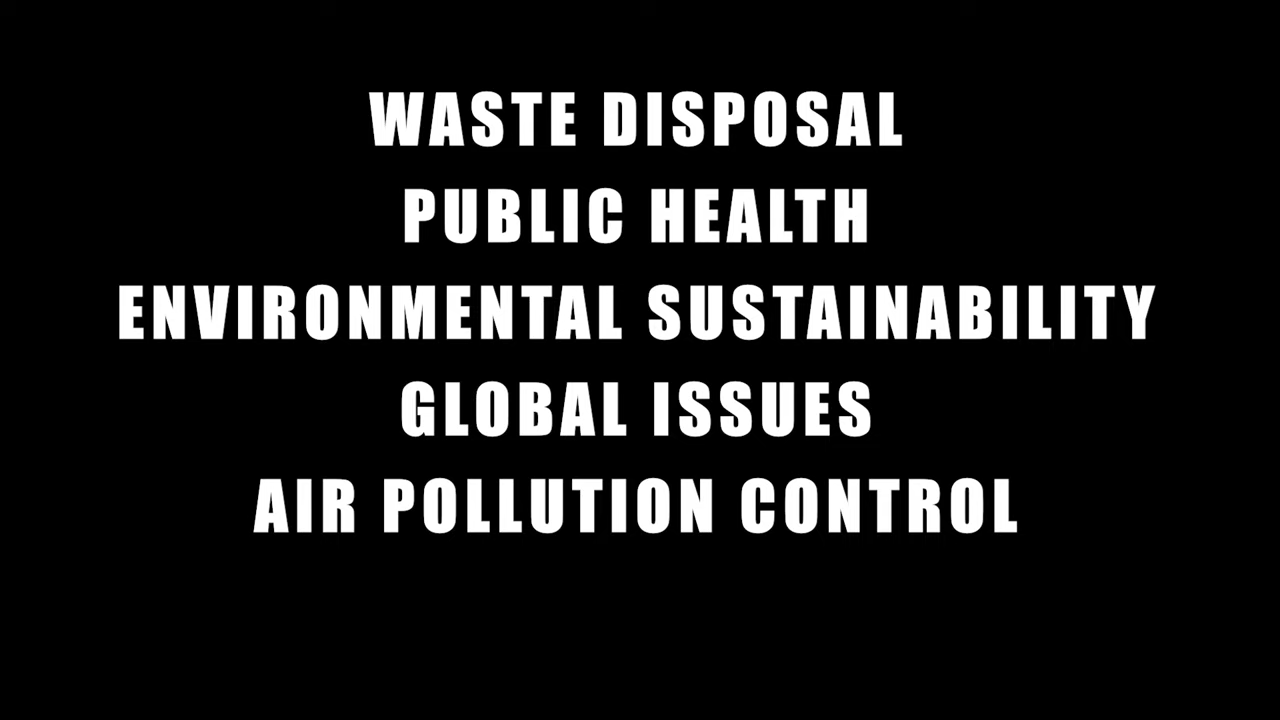 WASTE DISPOSAL
PUBLIC HEALTH
ENVIRONMENTAL SUSTAINABILITY
GLOBAL ISSUES
AIR POLLUTION CONTROL